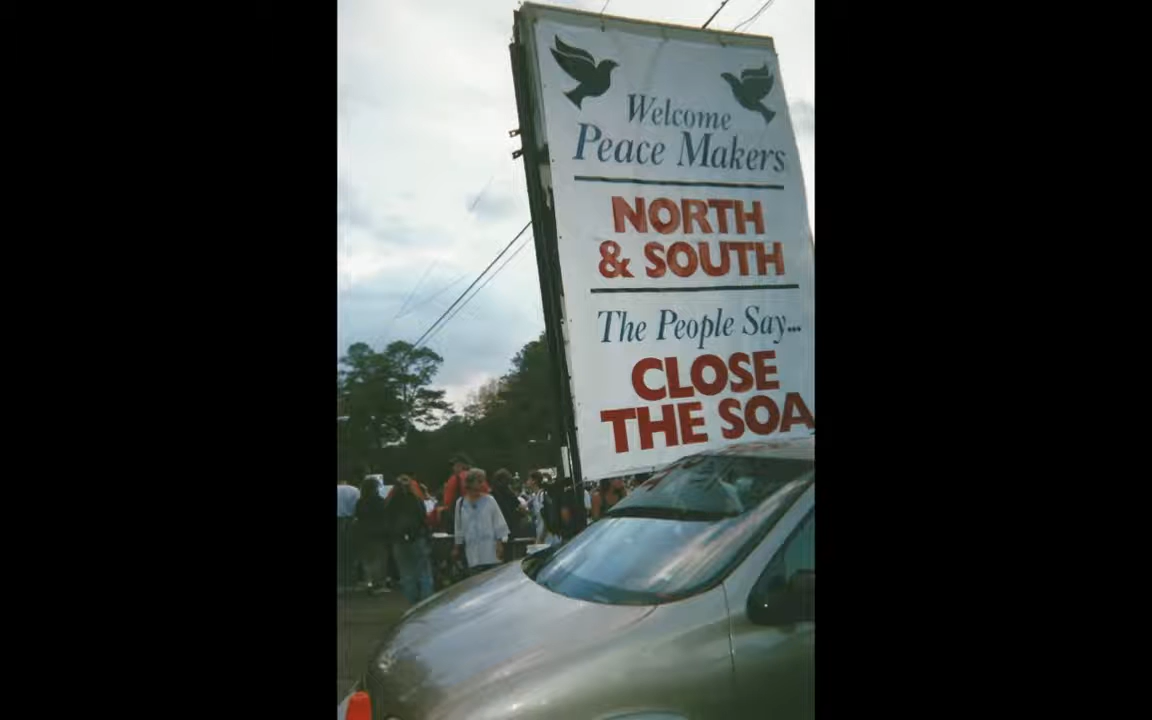 Welcome
Peace Makers
NORTH
& SOUTH
The People Say...
CLOSE
THE SOA